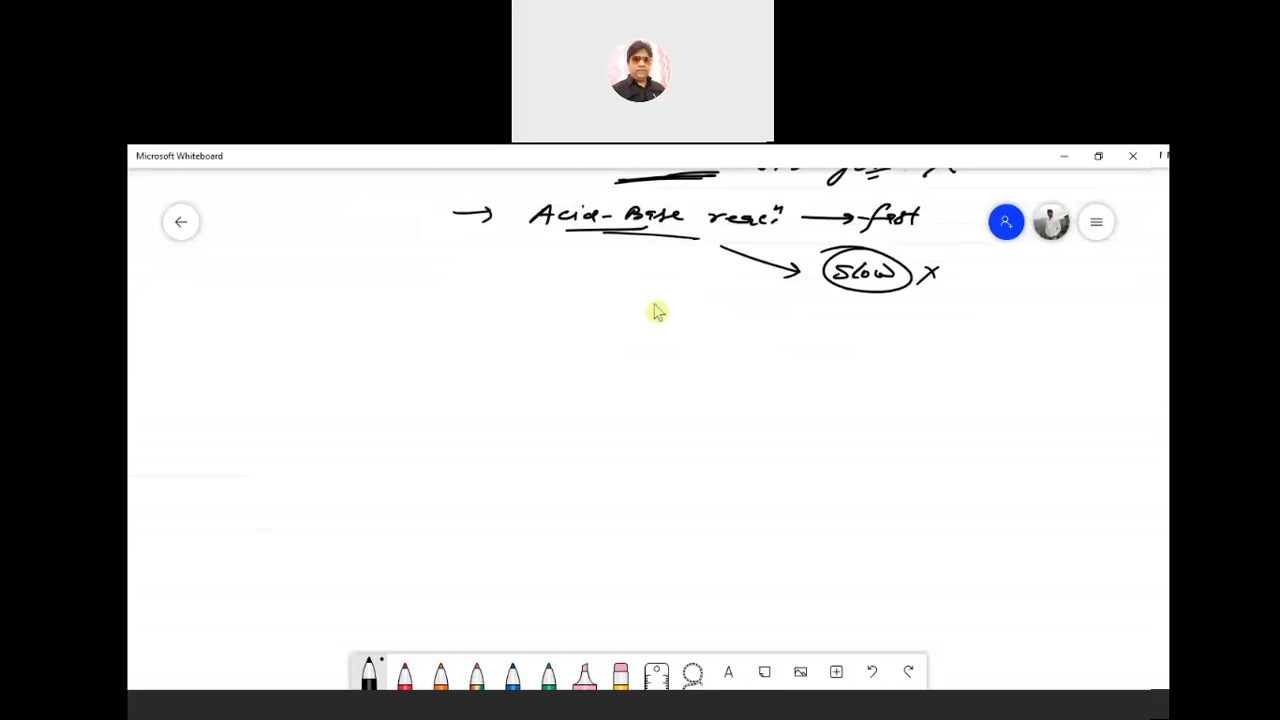 Microsoft Whiteboard
→ Acid-Base reacⁿ → fast
→ slow ×
A